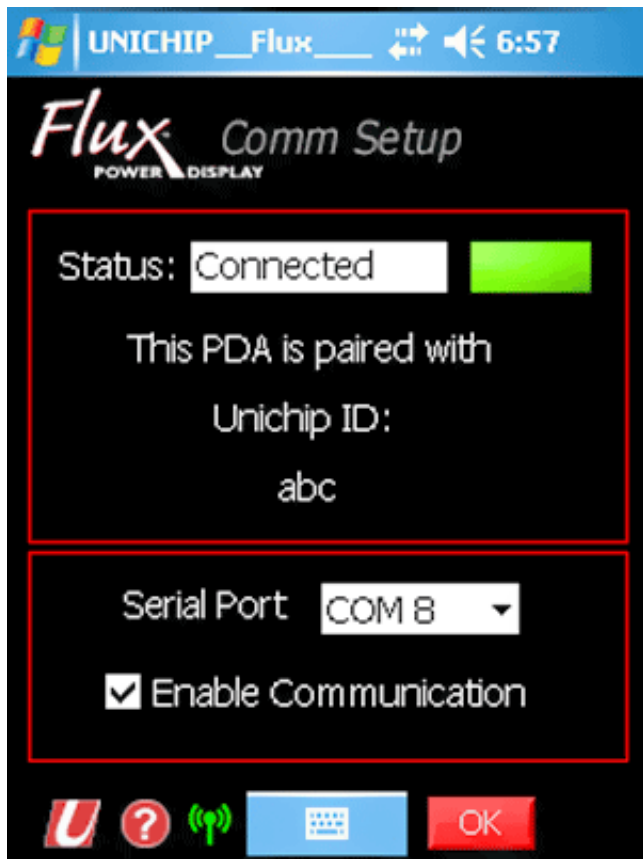 UNICHIP__Flux___ 6:57
Flux Comm Setup
POWER DISPLAY
Status: Connected
This PDA is paired with
Unichip ID:
abc
Serial Port COM 8
Enable Communication
U ? OK